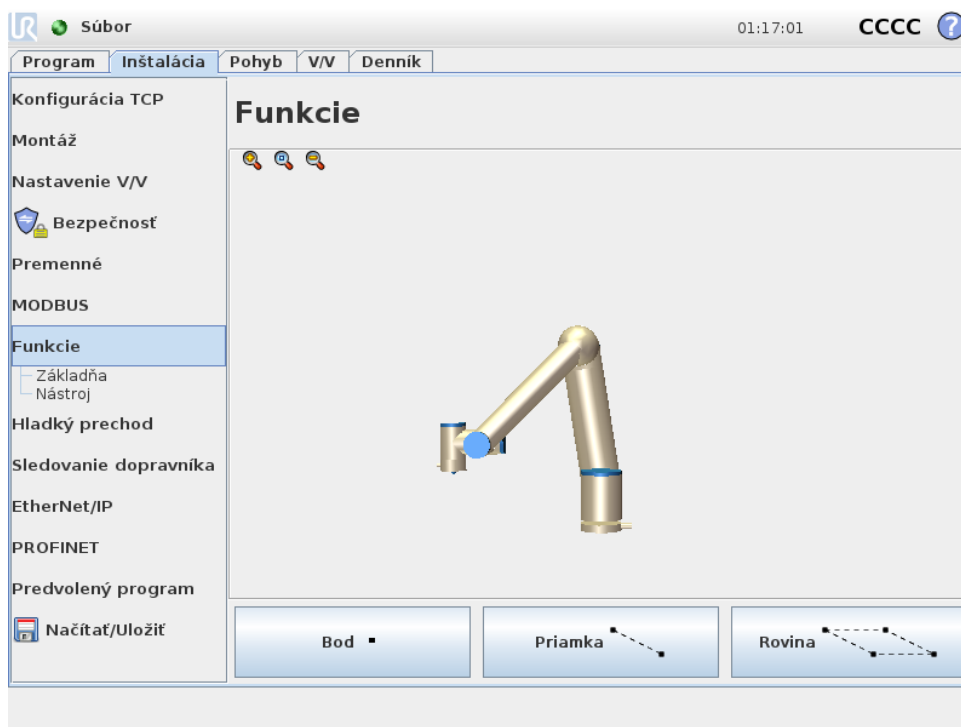 UR Súbor 01:17:01 CCCC ?
Program Inštalácia Pohyb V/V Denník
Konfigurácia TCP
Funkcie
Montáž
Nastavenie V/V
Bezpečnosť
Premenné
MODBUS
Funkcie
Základňa
Nástroj
Hladký prechod
Sledovanie dopravníka
EtherNet/IP
PROFINET
Predvolený program
Načítať/Uložiť
Bod Priamka Rovina